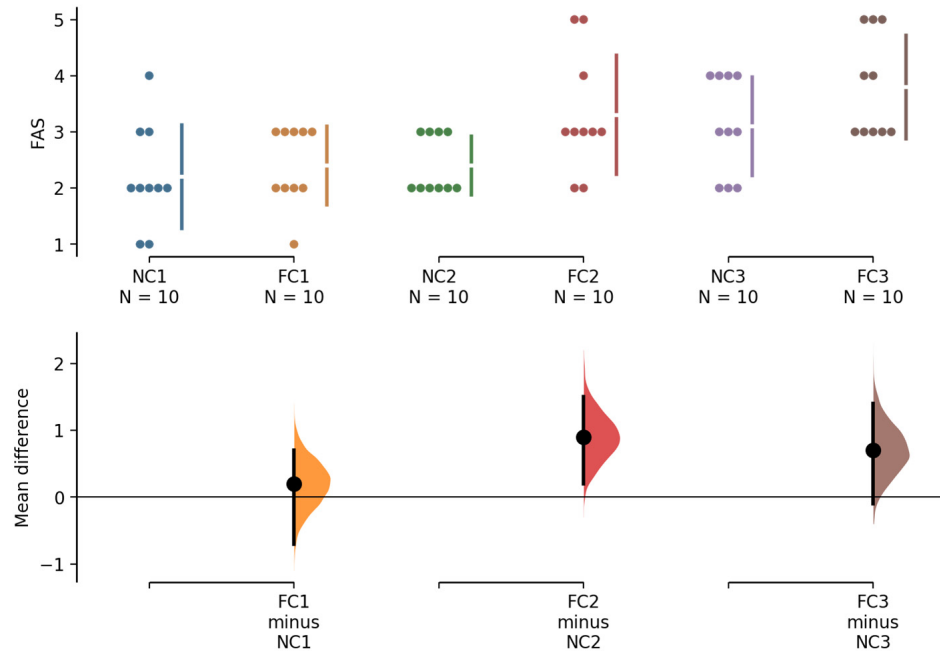 FAS
5
4
3
2
1
NC1
N = 10
FC1
N = 10
NC2
N = 10
FC2
N = 10
NC3
N = 10
FC3
N = 10
Mean difference
2
1
0
−1
FC1
minus
NC1
FC2
minus
NC2
FC3
minus
NC3